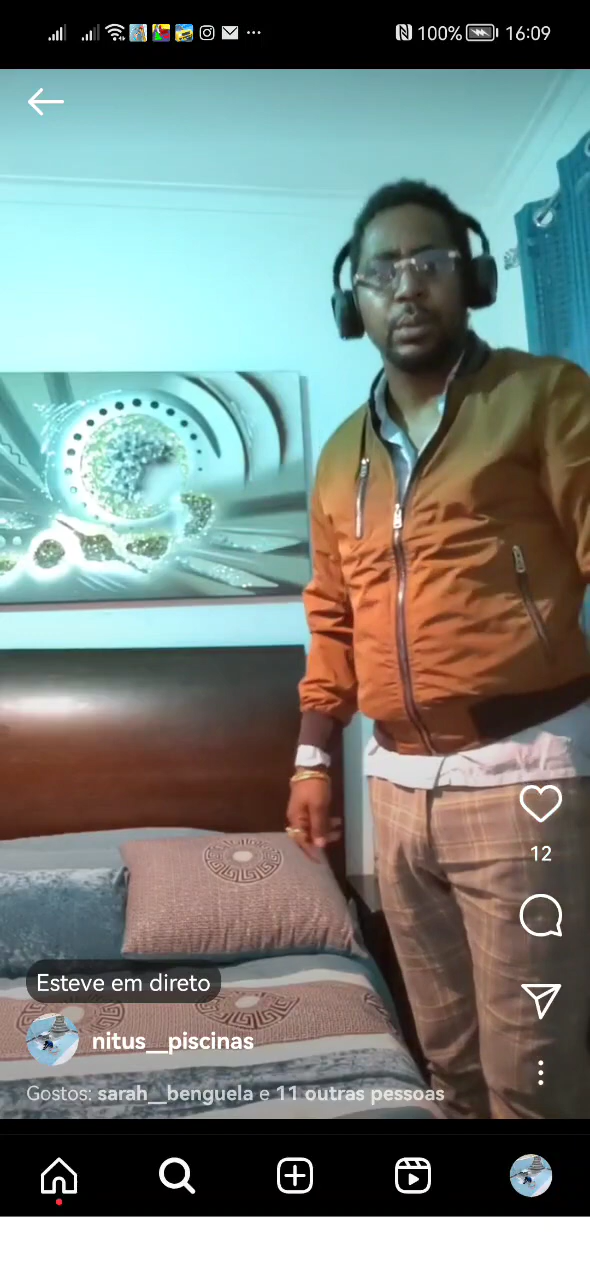 100% 16:09
12
Esteve em direto
nitus__piscinas
Gostos: sarah__benguela e 11 outras pessoas